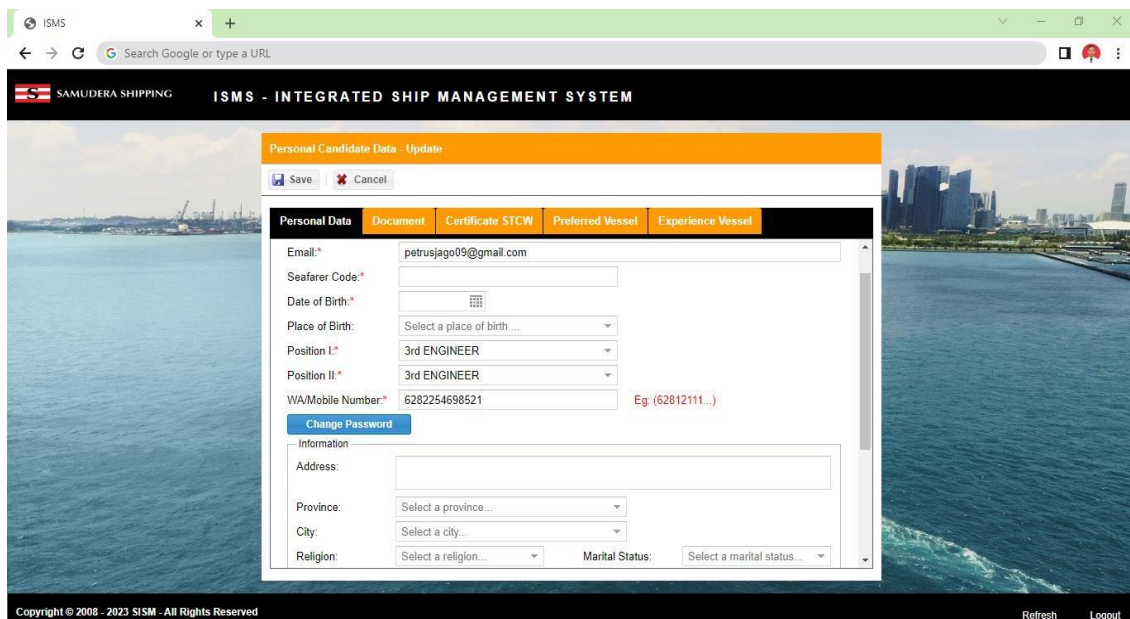 ISMS
Search Google or type a URL
S SAMUDERA SHIPPING ISMS - INTEGRATED SHIP MANAGEMENT SYSTEM
Personal Candidate Data - Update
Save Cancel
Personal Data Document Certificate STCW Preferred Vessel Experience Vessel
Email:* petrusjago09@gmail.com
Seafarer Code:*
Date of Birth:*
Place of Birth: Select a place of birth ...
Position I:* 3rd ENGINEER
Position II:* 3rd ENGINEER
WA/Mobile Number:* 6282254698521 Eg: (62812111...)
Change Password
Information
Address:
Province: Select a province...
City: Select a city...
Religion: Select a religion... Marital Status: Select a marital status...
Copyright © 2008 - 2023 SISM - All Rights Reserved Refresh Logout